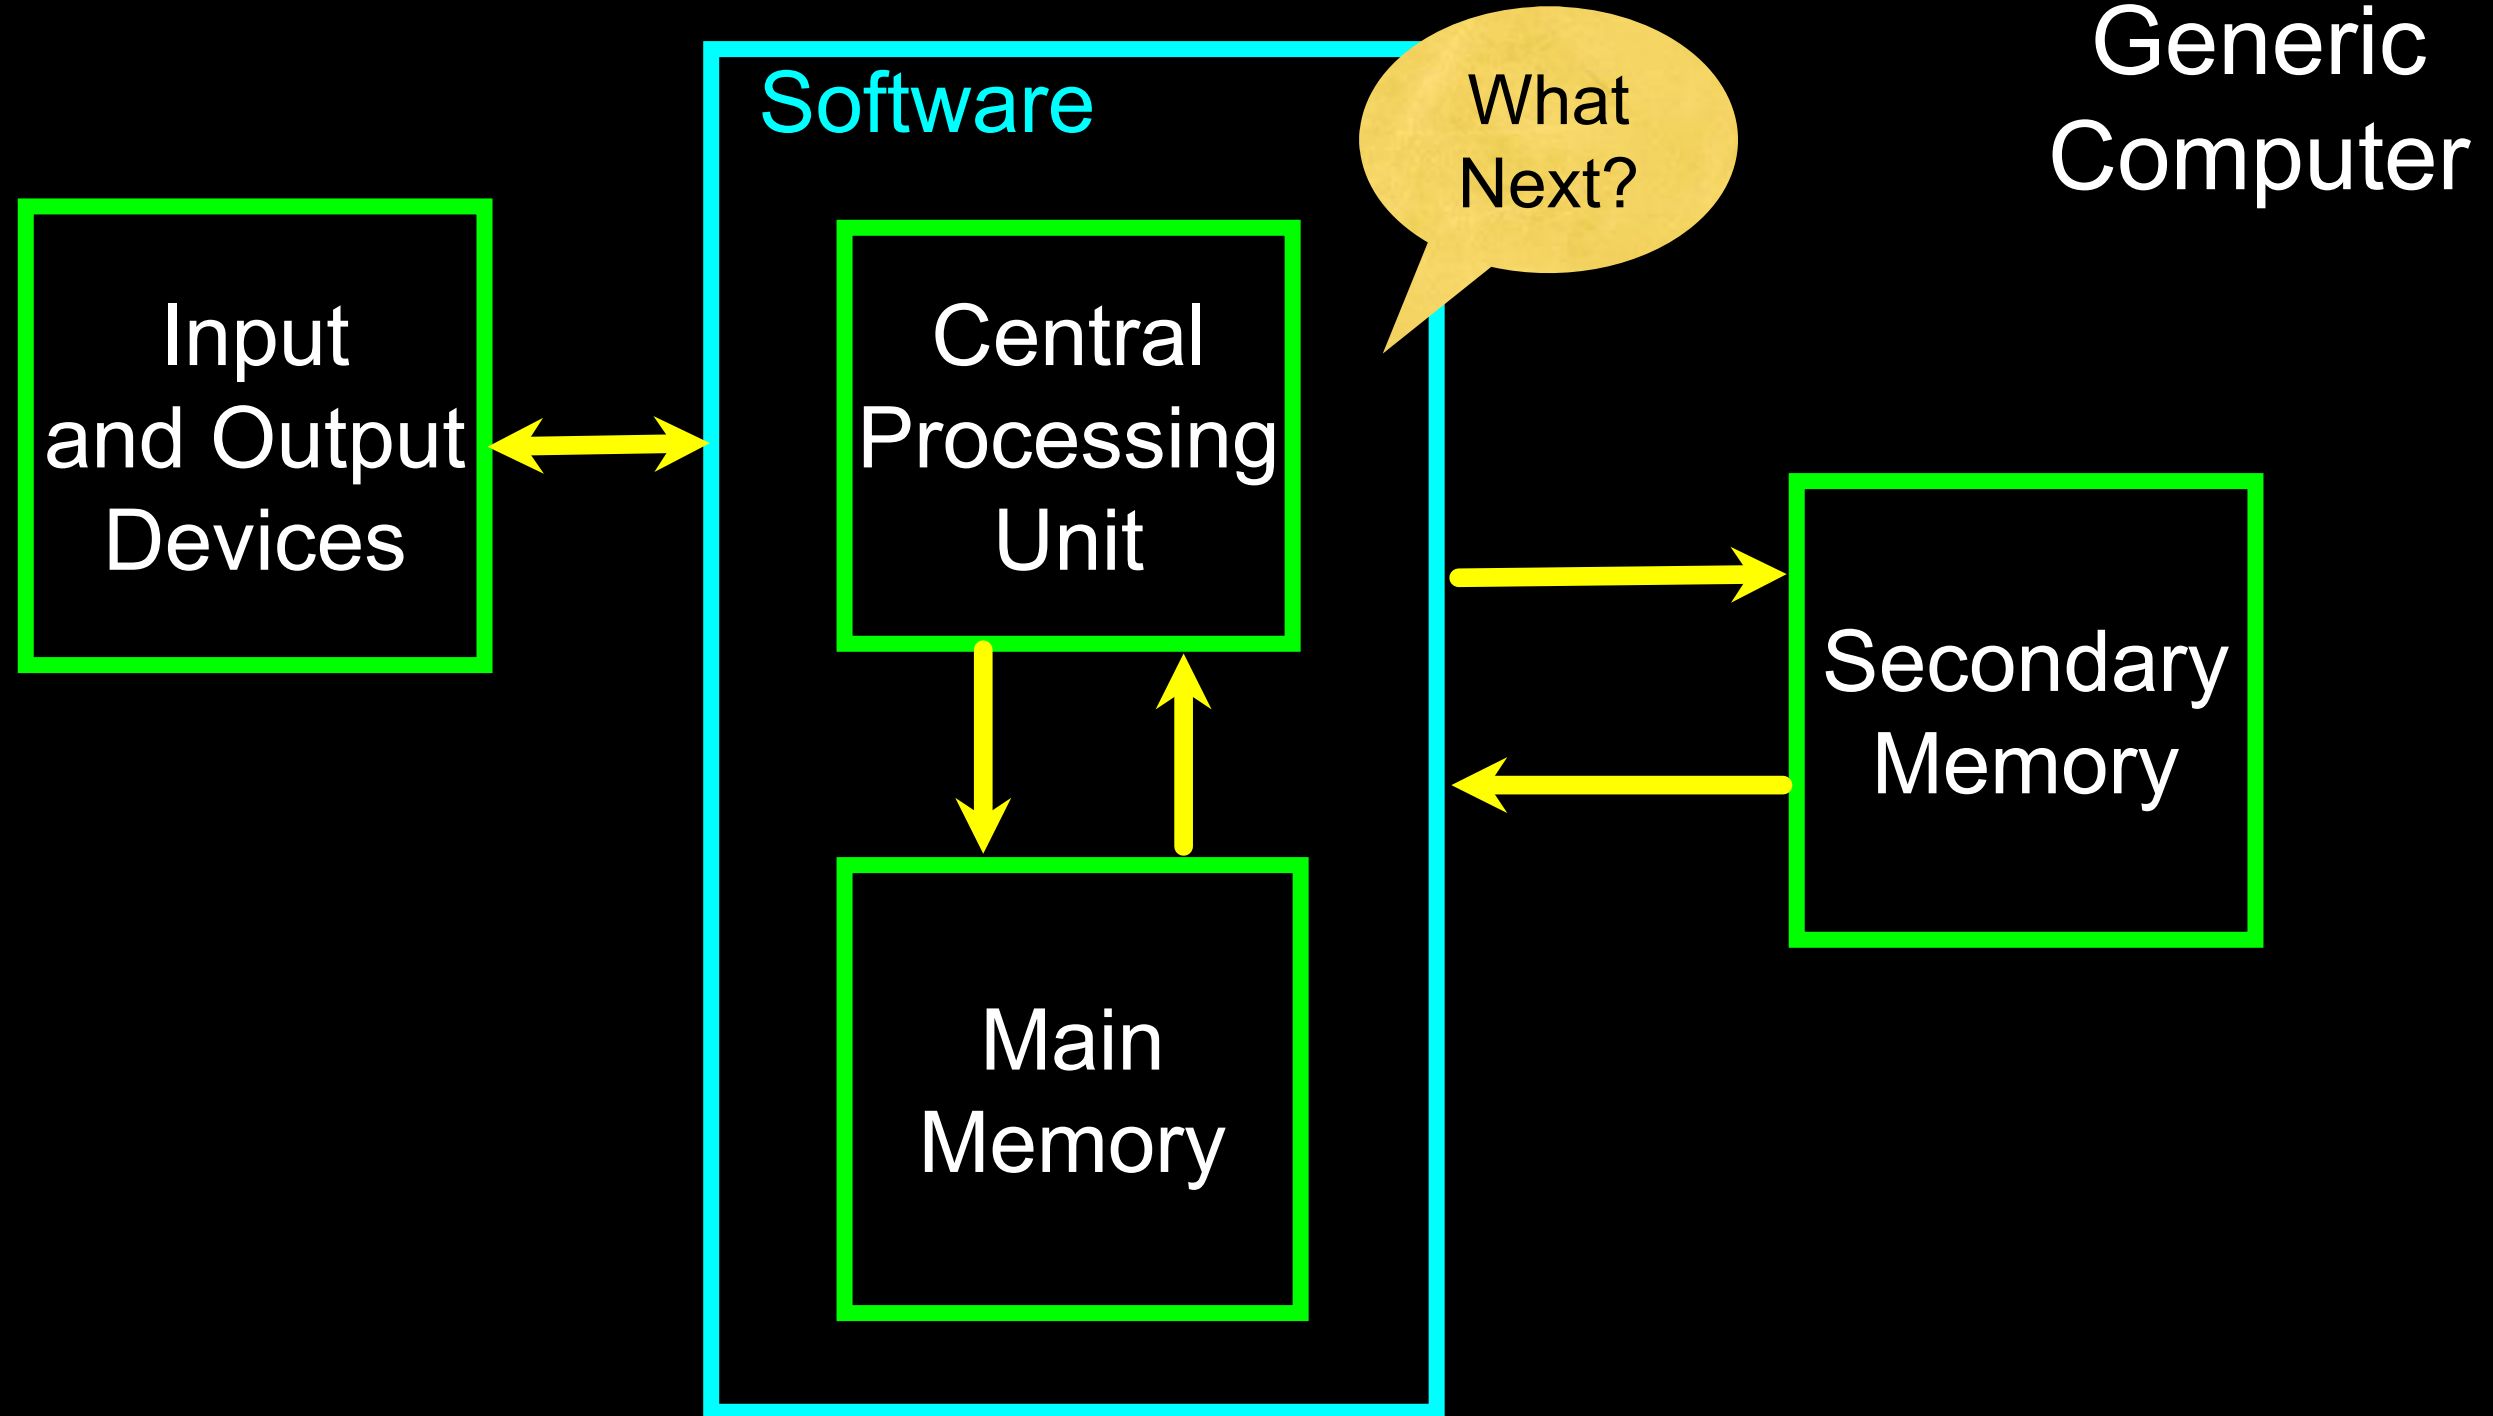 Generic
Computer
Software
What
Next?
Input
and Output
Devices
Central
Processing
Unit
Secondary
Memory
Main
Memory